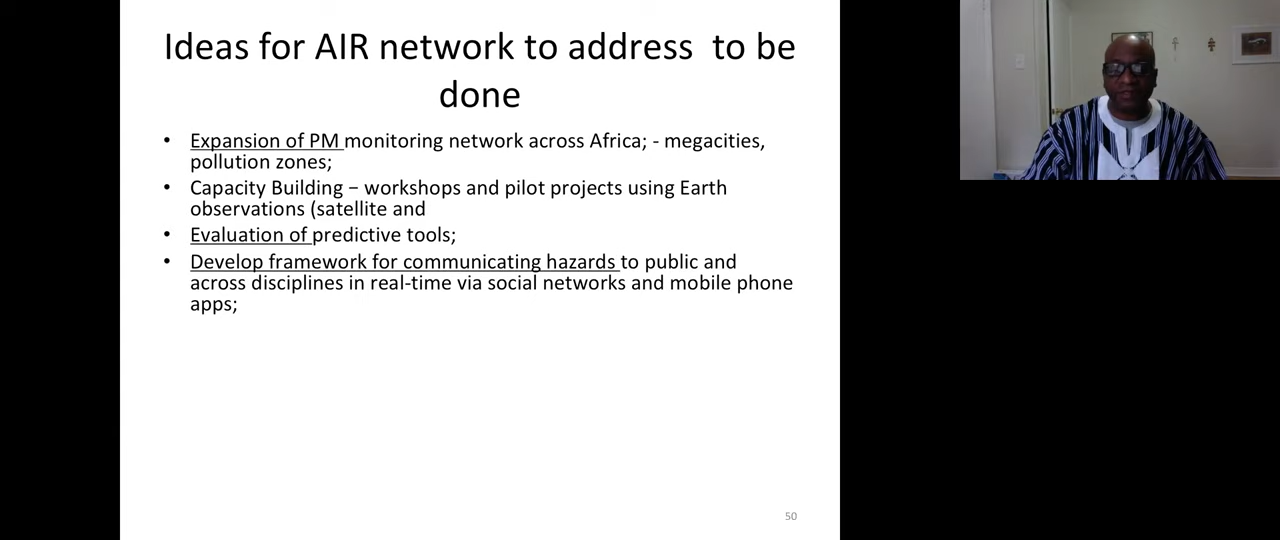 Ideas for AIR network to address  to be
done
• Expansion of PM monitoring network across Africa; - megacities,
pollution zones;
• Capacity Building – workshops and pilot projects using Earth
observations (satellite and
• Evaluation of predictive tools;
• Develop framework for communicating hazards to public and
across disciplines in real-time via social networks and mobile phone
apps;
50